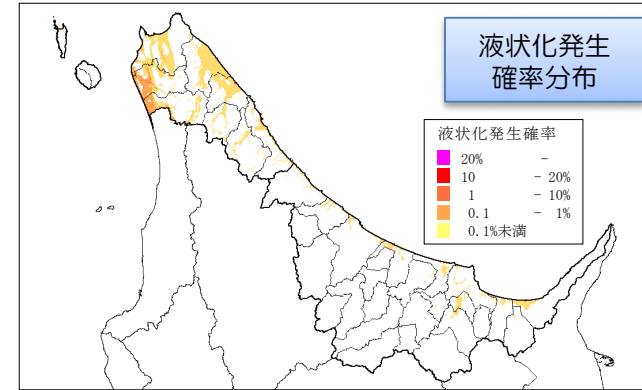 液状化発生
確率分布
液状化発生確率
20% -
10 - 20%
1 - 10%
0.1 - 1%
0.1%未満